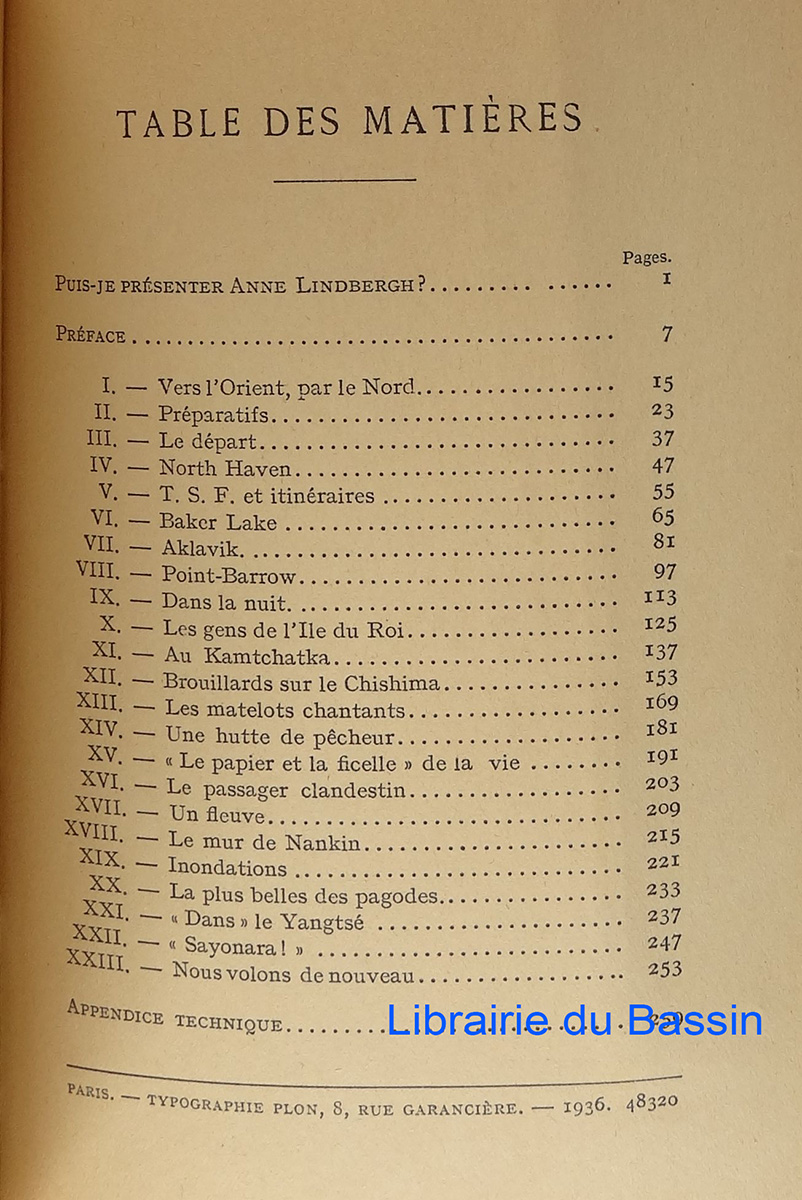 TABLE DES MATIÈRES
Pages.
PUIS-JE PRÉSENTER ANNE LINDBERGH?............... 1
PRÉFACE............................................ 7
I. — Vers l'Orient, par le Nord.................. 15
II. — Préparatifs............................... 23
III. — Le départ................................ 37
IV. — North Haven............................. 47
V. — T. S. F. et itinéraires ..................... 55
VI. — Baker Lake .............................. 65
VII. — Aklavik.................................. 81
VIII. — Point-Barrow............................. 97
IX. — Dans la nuit.............................. 113
X. — Les gens de l'Ile du Roi................... 125
XI. — Au Kamtchatka.......................... 137
XII. — Brouillards sur le Chishima................ 153
XIII. — Les matelots chantants................... 169
XIV. — Une hutte de pêcheur.................... 181
XV. — « Le papier et la ficelle » de la vie ........ 191
XVI. — Le passager clandestin................... 203
XVII. — Un fleuve................................ 209
XVIII. — Le mur de Nankin....................... 215
XIX. — Inondations ............................. 221
XX. — La plus belles des pagodes................ 233
XXI. — « Dans » le Yangtsé ...................... 237
XXII. — « Sayonara! » ............................ 247
XXIII. — Nous volons de nouveau................... 253
APPENDICE TECHNIQUE...............................
Librairie du Bassin
PARIS. — TYPOGRAPHIE PLON, 8, RUE GARANCIÈRE. — 1936. 48320